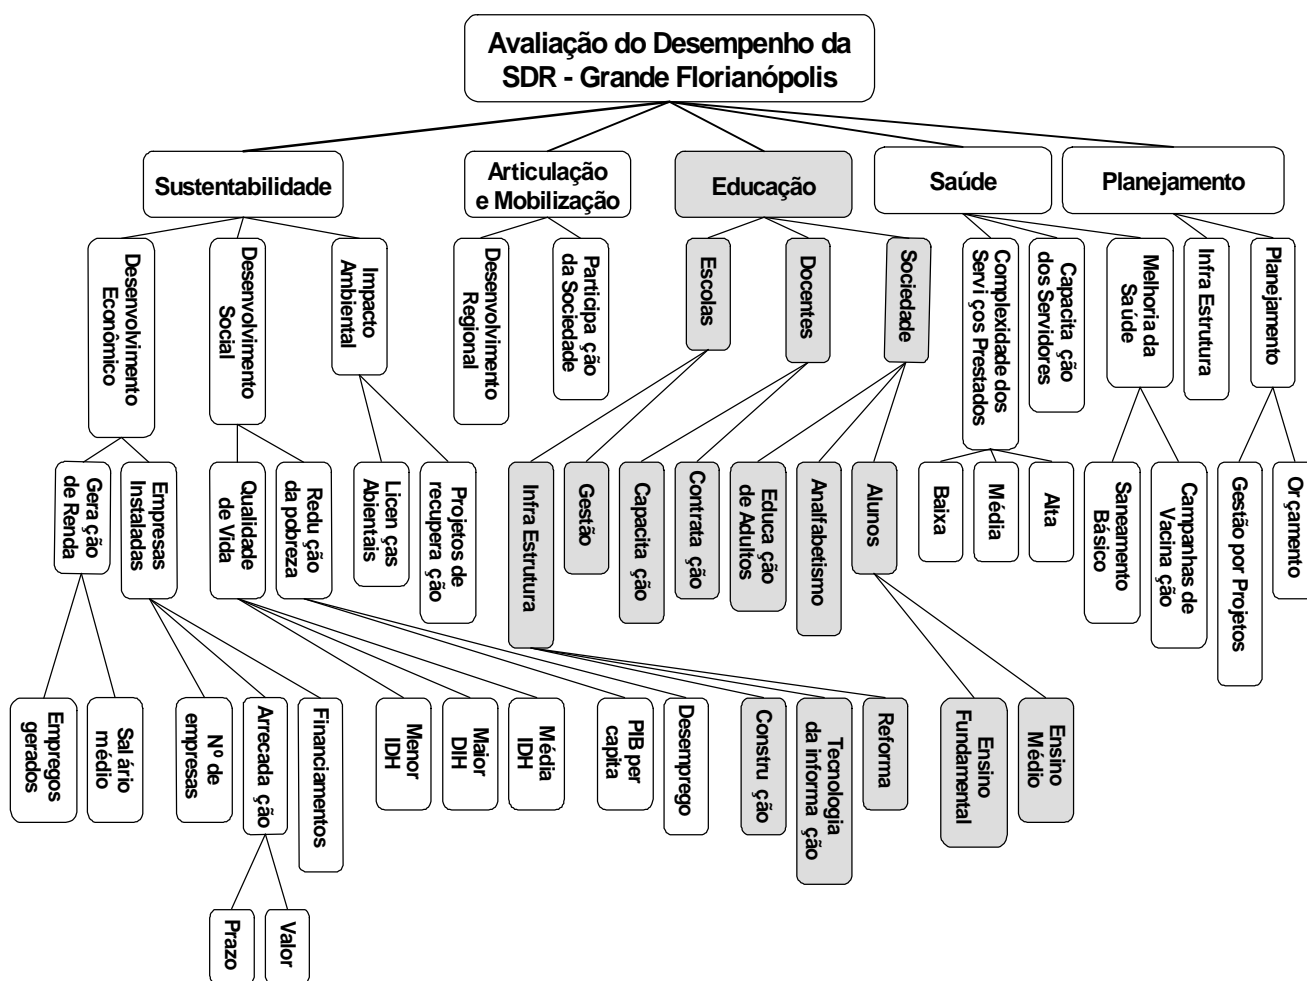 Avaliação do Desempenho da
SDR - Grande Florianópolis
Sustentabilidade
Articulação
e Mobilização
Educação
Saúde
Planejamento
Desenvolvimento
Econômico
Desenvolvimento
Social
Impacto
Ambiental
Desenvolvimento
Regional
Participa ção
da Sociedade
Escolas
Docentes
Sociedade
Complexidade dos
Servi ços Prestados
Capacita ção
dos Servidores
Melhoria da
Saúde
Infra Estrutura
Planejamento
Gera ção
de Renda
Empresas
Instaladas
Qualidade
de Vida
Redu ção
da pobreza
Licen ças
Abientais
Projetos de
recupera ção
Infra Estrutura
Gestão
Capacita ção
Contrata ção
Educa ção
de Adultos
Analfabetismo
Alunos
Baixa
Média
Alta
Saneamento
Básico
Campanhas de
Vacina ção
Gestão por Projetos
Orçamento
Empregos
gerados
Sal ário
médio
Nº de
empresas
Arrecada ção
Financiamentos
Menor
IDH
Maior
DIH
Média
IDH
PIB per
capita
Desemprego
Constru ção
Tecnologia
da informa ção
Reforma
Ensino
Fundamental
Ensino
Médio
Prazo
Valor